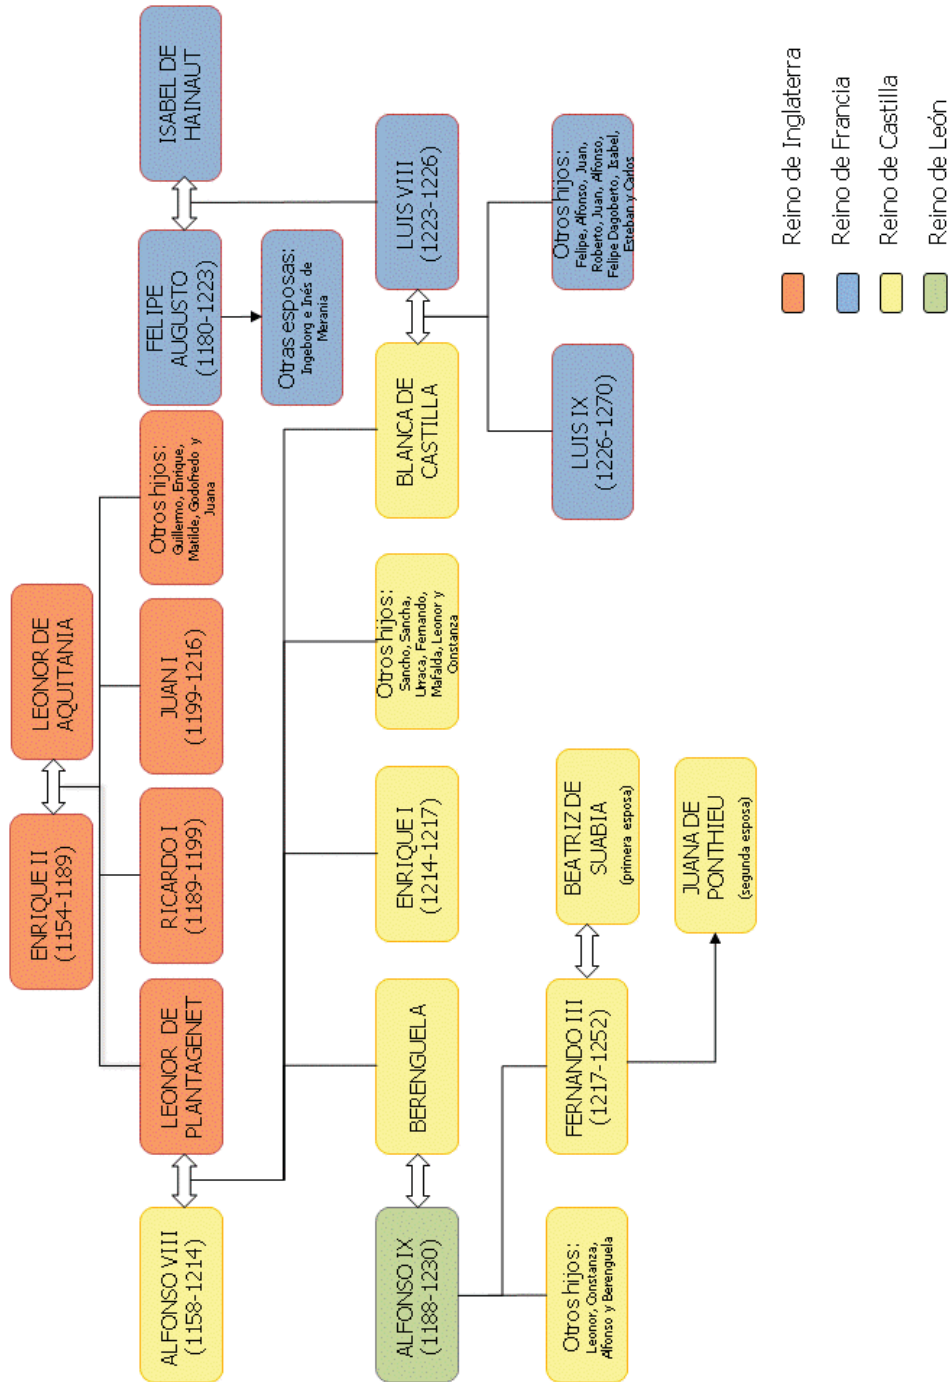 ENRIQUE II
(1154-1189)
LEONOR DE
AQUITANIA
ALFONSO VIII
(1158-1214)
LEONOR DE
PLANTAGENET
RICARDO I
(1189-1199)
JUAN I
(1199-1216)
Otros hijos:
Guillermo, Enrique,
Matilde, Godofredo y
Juana
FELIPE
AUGUSTO
(1180-1223)
ISABEL DE
HAINAUT
Otras esposas:
Ingeborg e Inés de
Merania
ALFONSO IX
(1188-1230)
BERENGUELA
ENRIQUE I
(1214-1217)
Otros hijos:
Sancho, Sancha,
Urraca, Fernando,
Mafalda, Leonor y
Constanza
BLANCA DE
CASTILLA
LUIS VIII
(1223-1226)
Otros hijos:
Leonor, Constanza,
Alfonso y Berenguela
FERNANDO III
(1217-1252)
BEATRIZ DE
SUABIA
(primera esposa)
LUIS IX
(1226-1270)
Otros hijos:
Felipe, Alfonso, Juan,
Roberto, Juan, Alfonso,
Felipe Dagoberto, Isabel,
Esteban y Carlos
JUANA DE
PONTHIEU
(segunda esposa)
Reino de Inglaterra
Reino de Francia
Reino de Castilla
Reino de León